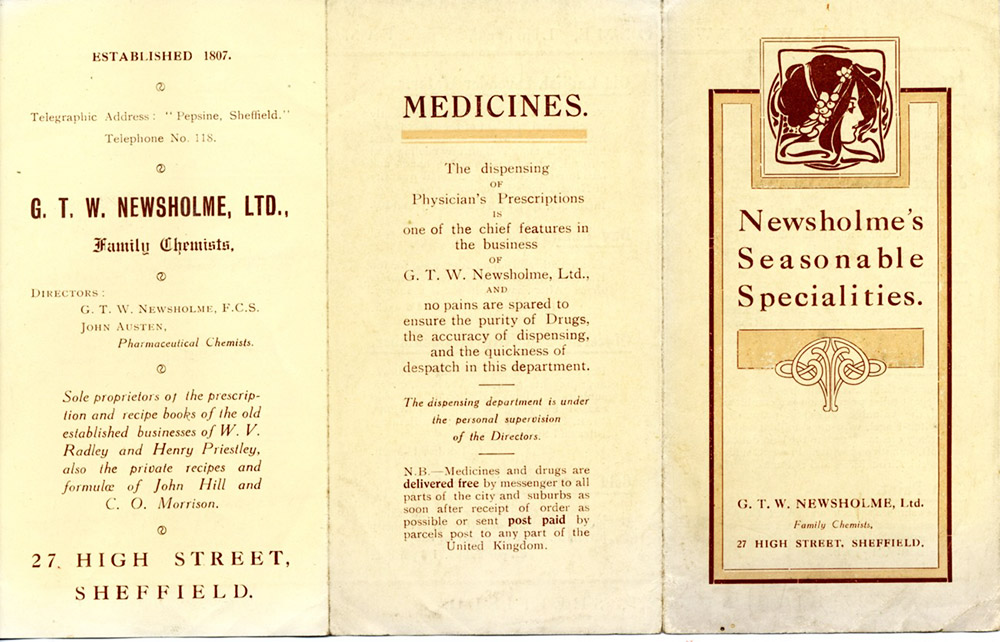 ESTABLISHED 1807.
Telegraphic Address: "Pepsine, Sheffield."
Telephone No. 118.
G. T. W. NEWSHOLME, LTD.,
Family Chemists,
DIRECTORS:
G. T. W. NEWSHOLME, F.C.S.
JOHN AUSTEN,
Pharmaceutical Chemists.
Sole proprietors of the prescrip-
tion and recipe books of the old
established businesses of W. V.
Radley and Henry Priestley,
also the private recipes and
formulæ of John Hill and
C. O. Morrison.
27, HIGH STREET,
SHEFFIELD.
MEDICINES.
The dispensing
OF
Physician's Prescriptions
IS
one of the chief features in
the business
OF
G. T. W. Newsholme, Ltd.,
AND
no pains are spared to
ensure the purity of Drugs,
the accuracy of dispensing,
and the quickness of
despatch in this department.
The dispensing department is under
the personal supervision
of the Directors.
N.B.—Medicines and drugs are
delivered free by messenger to all
parts of the city and suburbs as
soon after receipt of order as
possible or sent post paid by
parcels post to any part of the
United Kingdom.
Newsholme's
Seasonable
Specialities.
G. T. W. NEWSHOLME, Ltd.
Family Chemists,
27 HIGH STREET, SHEFFIELD.